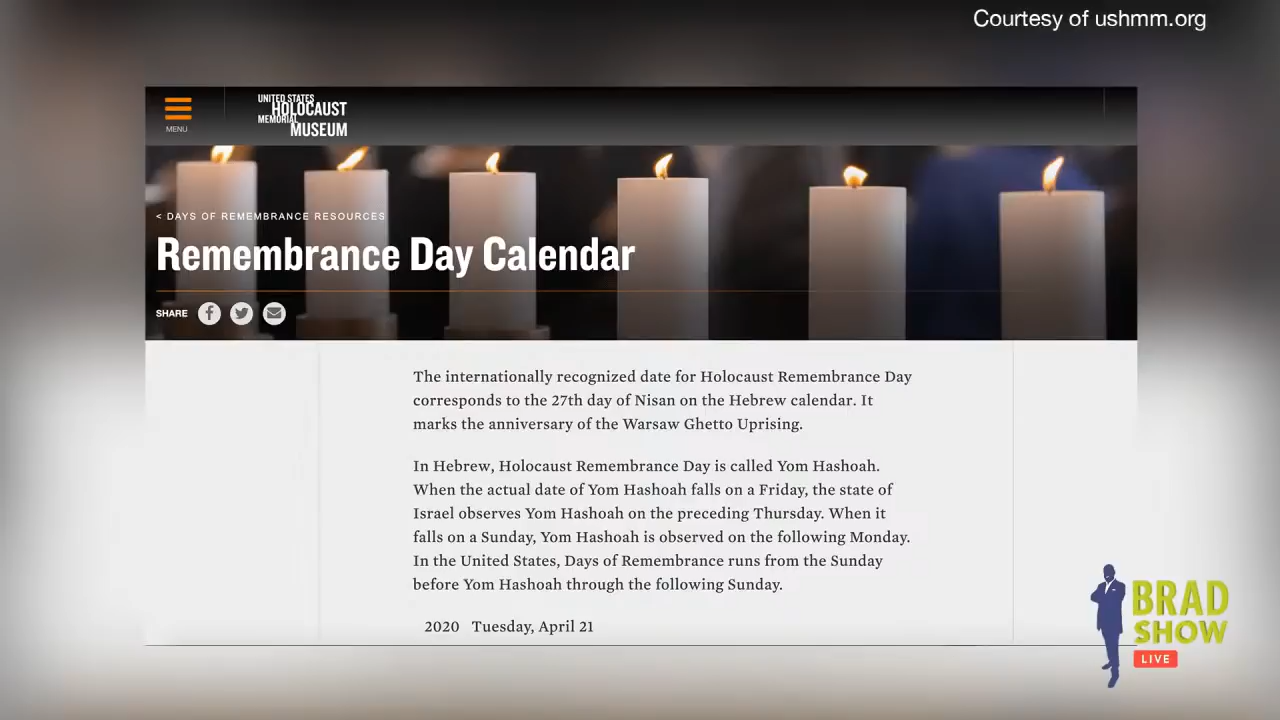 Courtesy of ushmm.org
MENU
UNITED STATES
HOLOCAUST
MEMORIAL
MUSEUM
< DAYS OF REMEMBRANCE RESOURCES
Remembrance Day Calendar
SHARE
The internationally recognized date for Holocaust Remembrance Day
corresponds to the 27th day of Nisan on the Hebrew calendar. It
marks the anniversary of the Warsaw Ghetto Uprising.
In Hebrew, Holocaust Remembrance Day is called Yom Hashoah.
When the actual date of Yom Hashoah falls on a Friday, the state of
Israel observes Yom Hashoah on the preceding Thursday. When it
falls on a Sunday, Yom Hashoah is observed on the following Monday.
In the United States, Days of Remembrance runs from the Sunday
before Yom Hashoah through the following Sunday.
2020 Tuesday, April 21
BRAD
SHOW
LIVE